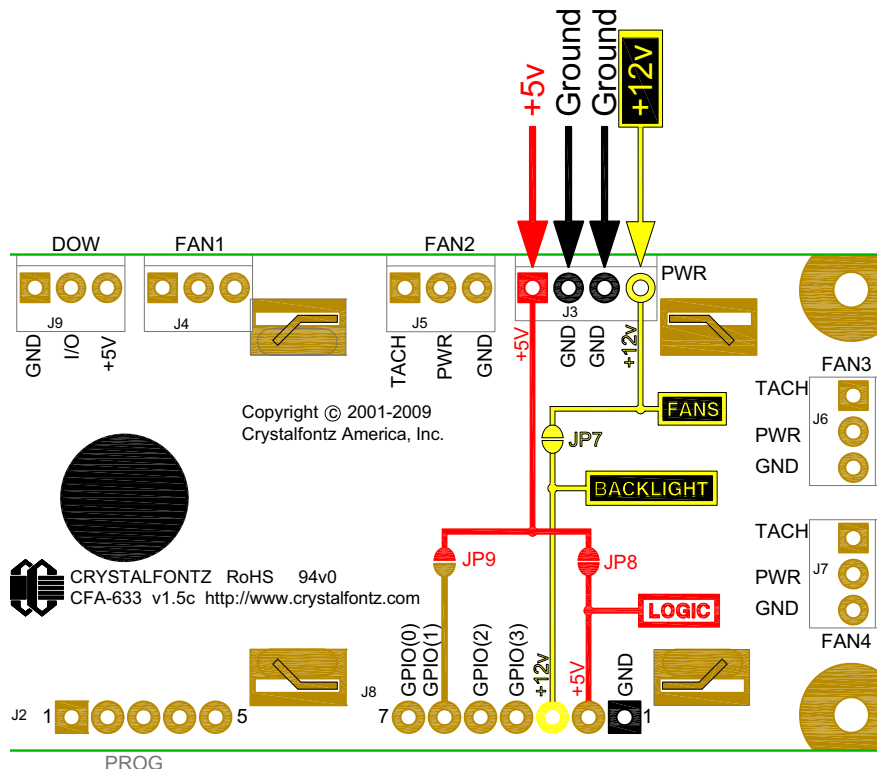 +5v
Ground
Ground
+12v
DOW
FAN1
FAN2
PWR
J9
J4
J5
J3
GND
I/O
+5V
TACH
PWR
GND
+5V
GND
GND
+12v
FAN3
TACH
J6
PWR
GND
FANS
JP7
Copyright © 2001-2009
Crystalfontz America, Inc.
BACKLIGHT
TACH
J7
PWR
GND
FAN4
JP9
JP8
CRYSTALFONTZ RoHS 94v0
CFA-633 v1.5c http://www.crystalfontz.com
LOGIC
GPIO(0)
GPIO(1)
GPIO(2)
GPIO(3)
+12v
+5V
GND
J2
1
5
J8
7
1
PROG